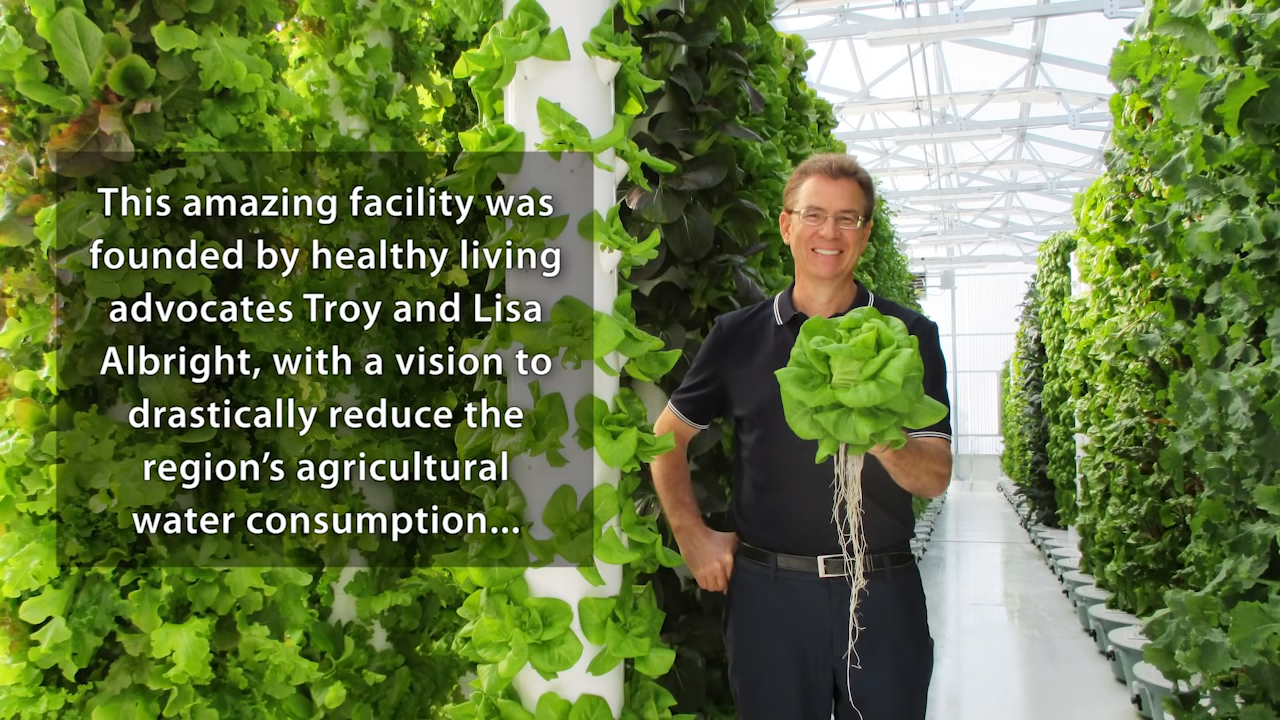 This amazing facility was
founded by healthy living
advocates Troy and Lisa
Albright, with a vision to
drastically reduce the
region’s agricultural
water consumption...